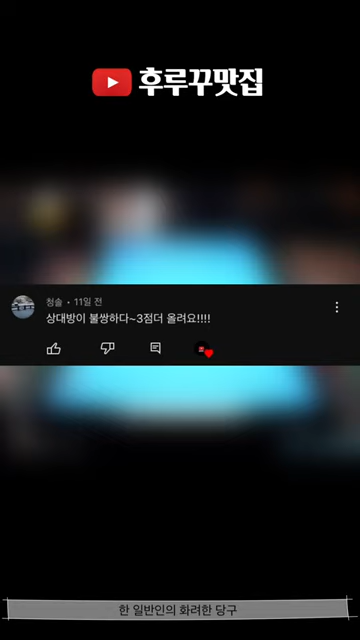 후루꾸맛집
청솔 • 11일 전
상대방이 불쌍하다~3점더 올려요!!!!
한 일반인의 화려한 당구